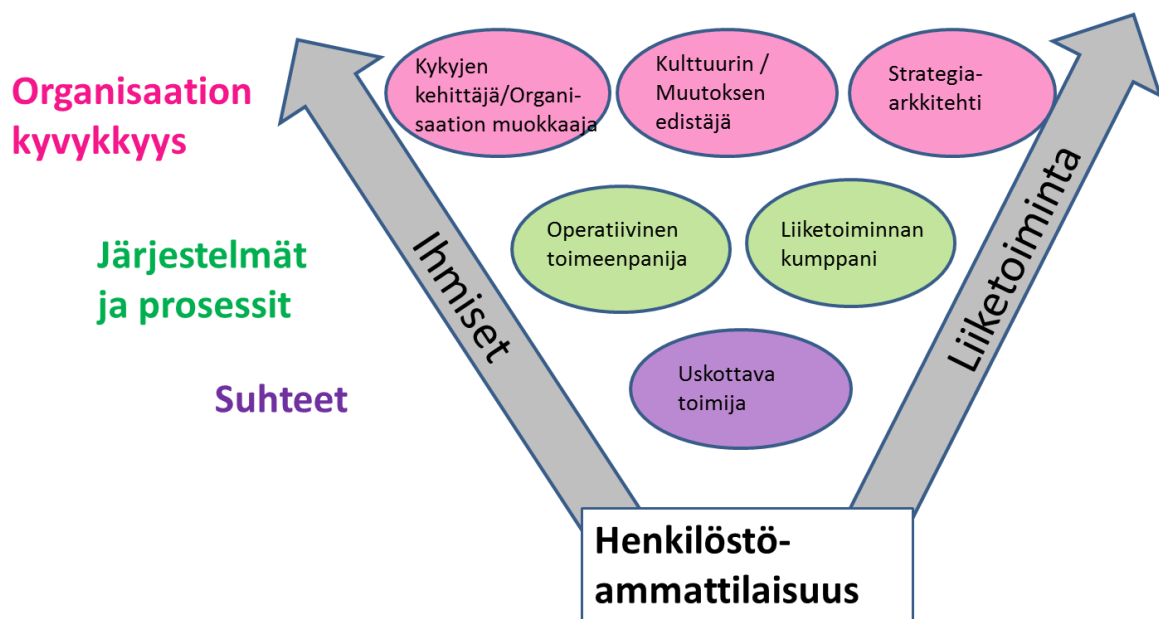 Organisaation
kyvykkyys
Kykyjen
kehittäjä/Organi-
saation muokkaaja
Kulttuurin /
Muutoksen
edistäjä
Strategia-
arkkitehti
Järjestelmät
ja prosessit
Ihmiset
Operatiivinen
toimeenpanija
Liiketoiminnan
kumppani
Liiketoiminta
Suhteet
Uskottava
toimija
Henkilöstö-
ammattilaisuus